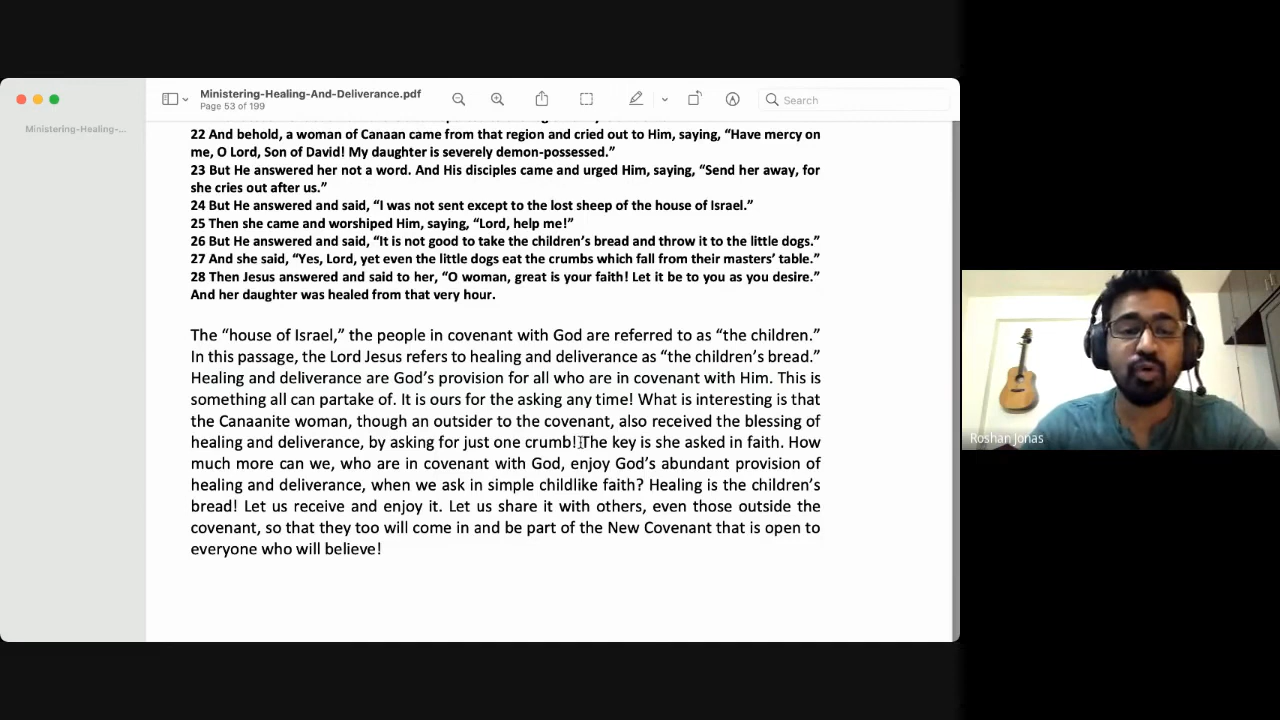 Ministering-Healing-And-Deliverance.pdf
Page 53 of 199
Search
Ministering-Healing-...
22 And behold, a woman of Canaan came from that region and cried out to Him, saying, “Have mercy on
me, O Lord, Son of David! My daughter is severely demon-possessed.”
23 But He answered her not a word. And His disciples came and urged Him, saying, “Send her away, for
she cries out after us.”
24 But He answered and said, “I was not sent except to the lost sheep of the house of Israel.”
25 Then she came and worshiped Him, saying, “Lord, help me!”
26 But He answered and said, “It is not good to take the children’s bread and throw it to the little dogs.”
27 And she said, “Yes, Lord, yet even the little dogs eat the crumbs which fall from their masters’ table.”
28 Then Jesus answered and said to her, “O woman, great is your faith! Let it be to you as you desire.”
And her daughter was healed from that very hour.
The “house of Israel,” the people in covenant with God are referred to as “the children.”
In this passage, the Lord Jesus refers to healing and deliverance as “the children’s bread.”
Healing and deliverance are God’s provision for all who are in covenant with Him. This is
something all can partake of. It is ours for the asking any time! What is interesting is that
the Canaanite woman, though an outsider to the covenant, also received the blessing of
healing and deliverance, by asking for just one crumb! The key is she asked in faith. How
much more can we, who are in covenant with God, enjoy God’s abundant provision of
healing and deliverance, when we ask in simple childlike faith? Healing is the children’s
bread! Let us receive and enjoy it. Let us share it with others, even those outside the
covenant, so that they too will come in and be part of the New Covenant that is open to
everyone who will believe!
Roshan Jonas